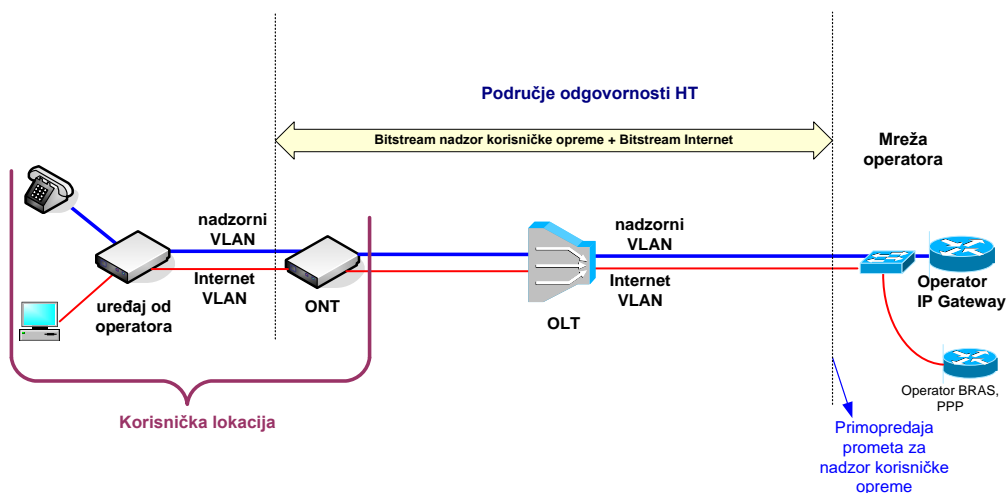 Područje odgovornosti HT
Bitstream nadzor korisničke opreme + Bitstream Internet
Mreža
operatora
nadzorni
VLAN
Internet
VLAN
uređaj od
operatora
ONT
OLT
nadzorni
VLAN
Internet
VLAN
Operator
IP Gateway
Operator BRAS,
PPP
Korisnička lokacija
Primopredaja
prometa za
nadzor korisničke
opreme